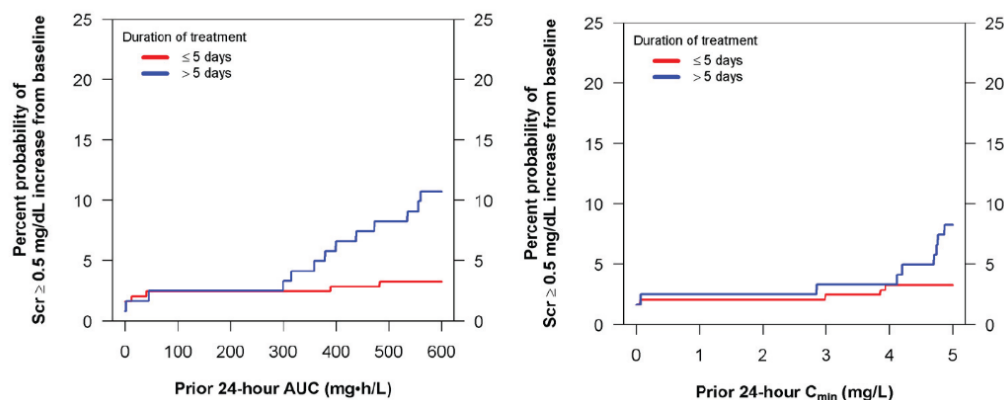 Percent probability of
Scr ≥ 0.5 mg/dL increase from baseline
25
20
15
10
5
0
Duration of treatment
≤ 5 days
> 5 days
25
20
15
10
5
0
0 100 200 300 400 500 600
Prior 24-hour AUC (mg•h/L)
Percent probability of
Scr ≥ 0.5 mg/dL increase from baseline
25
20
15
10
5
0
Duration of treatment
≤ 5 days
> 5 days
25
20
15
10
5
0
0 1 2 3 4 5
Prior 24-hour Cmin (mg/L)